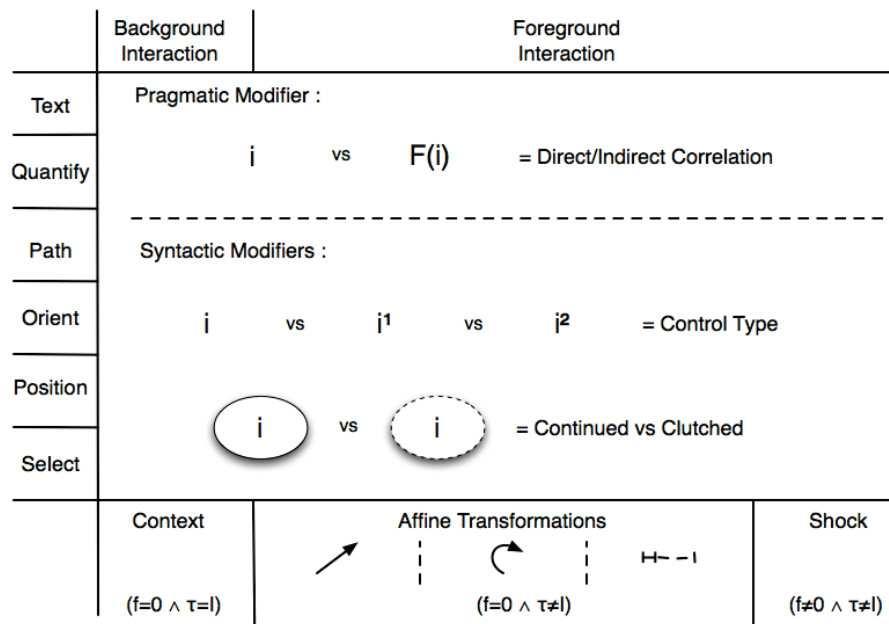 Background
Interaction
Foreground
Interaction
Text
Pragmatic Modifier :
Quantify
i vs F(i) = Direct/Indirect Correlation
Path
Syntactic Modifiers :
Orient
i vs i¹ vs i² = Control Type
Position
i vs i = Continued vs Clutched
Select
Context
Affine Transformations
Shock
(f=0 ∧ τ=I)
(f=0 ∧ τ≠I)
(f≠0 ∧ τ≠I)